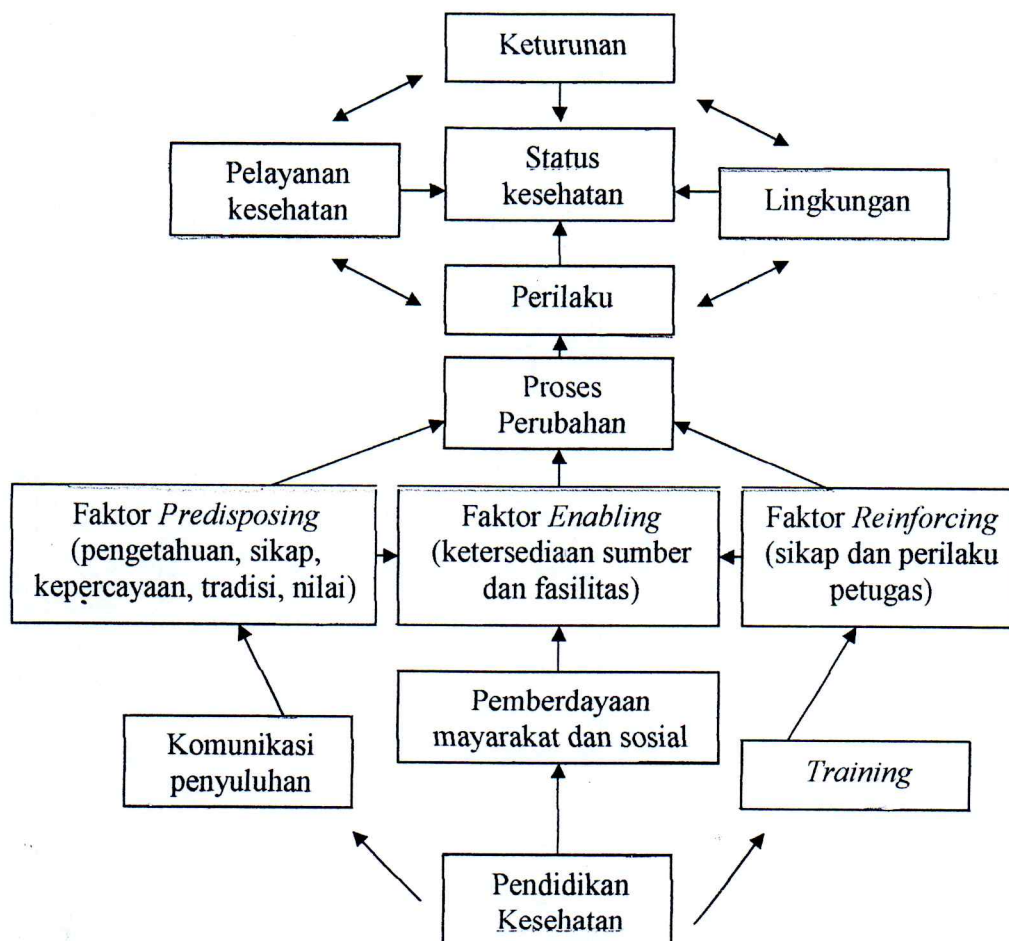 Keturunan
Status
kesehatan
Pelayanan
kesehatan
Lingkungan
Perilaku
Proses
Perubahan
Faktor Predisposing
(pengetahuan, sikap,
kepercayaan, tradisi, nilai)
Faktor Enabling
(ketersediaan sumber
dan fasilitas)
Faktor Reinforcing
(sikap dan perilaku
petugas)
Komunikasi
penyuluhan
Pemberdayaan
mayarakat dan sosial
Training
Pendidikan
Kesehatan